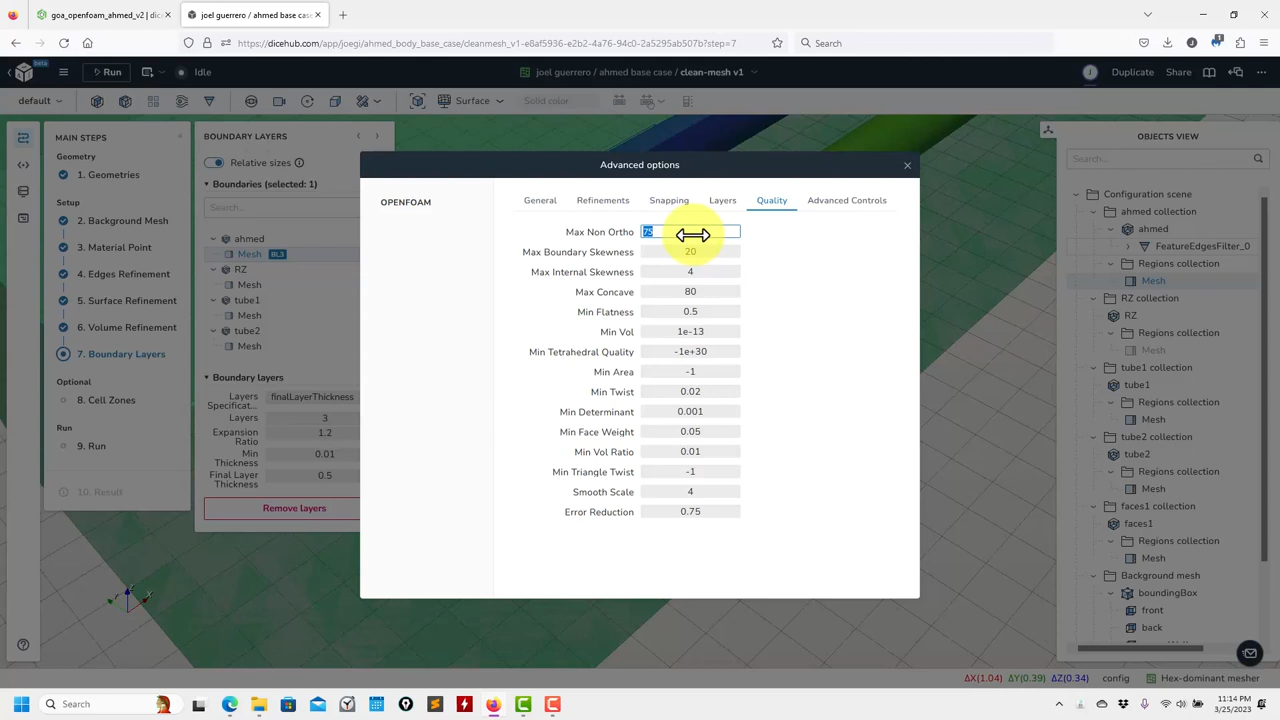 goa_openfoam_ahmed_v2 | dice
joel guerrero / ahmed base case
https://dicehub.com/app/joegi/ahmed_body_base_case/cleanmesh_v1-e8af5936-e2b2-4a76-94c0-2a5295ab507b?step=7
Search
beta
Run
Idle
joel guerrero / ahmed base case / clean-mesh v1
J
Duplicate
Share
default
Surface
Solid color
MAIN STEPS
Geometry
1. Geometries
Setup
2. Background Mesh
3. Material Point
4. Edges Refinement
5. Surface Refinement
6. Volume Refinement
7. Boundary Layers
Optional
8. Cell Zones
Run
9. Run
10. Result
BOUNDARY LAYERS
Relative sizes
Boundaries (selected: 1)
Search...
ahmed
Mesh BL3
RZ
Mesh
tube1
Mesh
tube2
Mesh
Boundary layers
Layers Specificat... finalLayerThickness
Layers 3
Expansion Ratio 1.2
Min Thickness 0.01
Final Layer Thickness 0.5
Remove layers
Advanced options
OPENFOAM
General Refinements Snapping Layers Quality Advanced Controls
Max Non Ortho 75
Max Boundary Skewness 20
Max Internal Skewness 4
Max Concave 80
Min Flatness 0.5
Min Vol 1e-13
Min Tetrahedral Quality -1e+30
Min Area -1
Min Twist 0.02
Min Determinant 0.001
Min Face Weight 0.05
Min Vol Ratio 0.01
Min Triangle Twist -1
Smooth Scale 4
Error Reduction 0.75
OBJECTS VIEW
Search...
Configuration scene
ahmed collection
ahmed
FeatureEdgesFilter_0
Regions collection
Mesh
RZ collection
RZ
Regions collection
Mesh
tube1 collection
tube1
Regions collection
Mesh
tube2 collection
tube2
Regions collection
Mesh
faces1 collection
faces1
Regions collection
Mesh
Background mesh
boundingBox
front
back
Z
X
ΔX(1.04) ΔY(0.39) ΔZ(0.34) config Hex-dominant mesher
Search
11:14 PM
3/25/2023